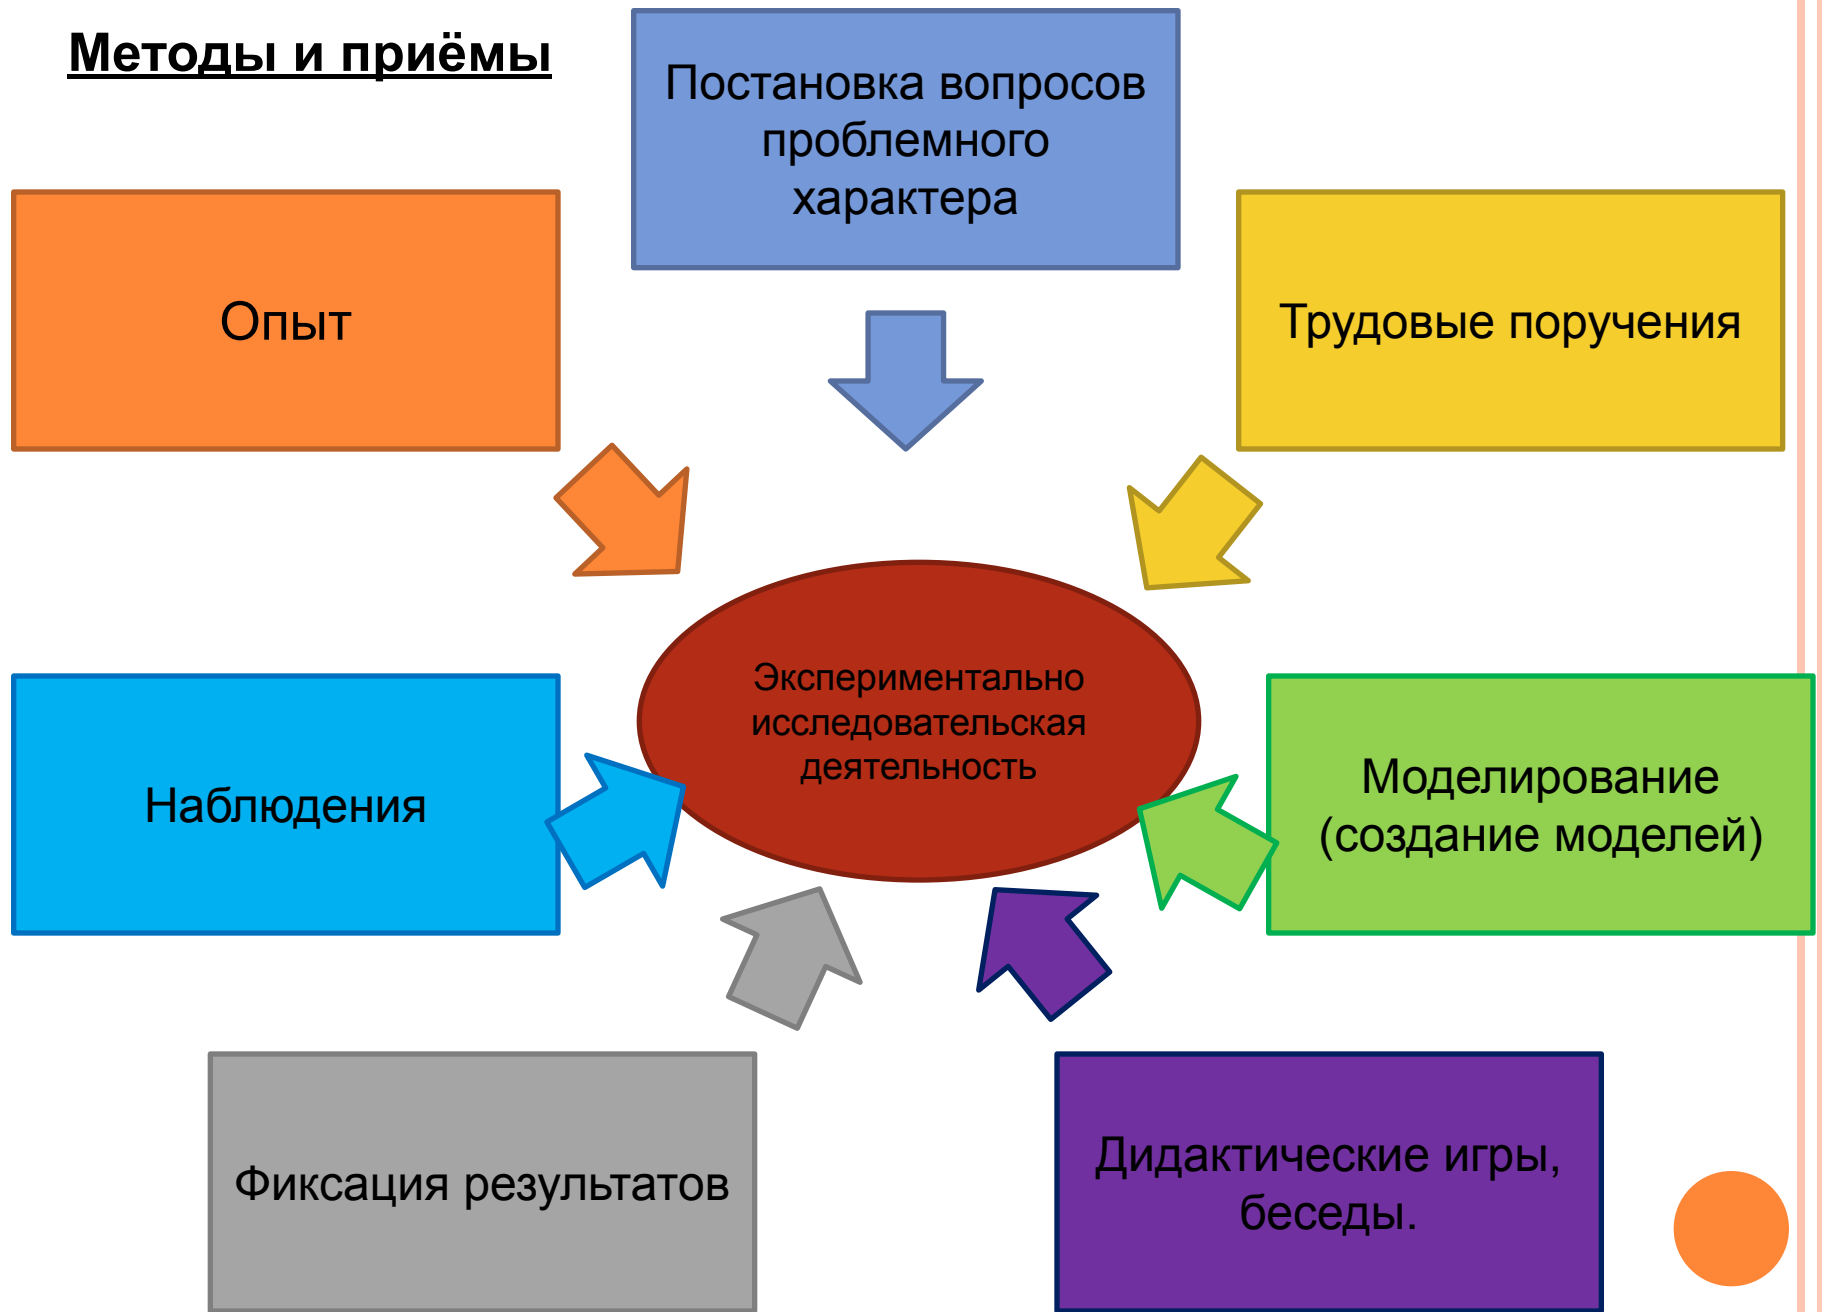 Методы и приёмы
Постановка вопросов
проблемного
характера
Опыт
Трудовые поручения
Экспериментально
исследовательская
деятельность
Наблюдения
Моделирование
(создание моделей)
Фиксация результатов
Дидактические игры,
беседы.